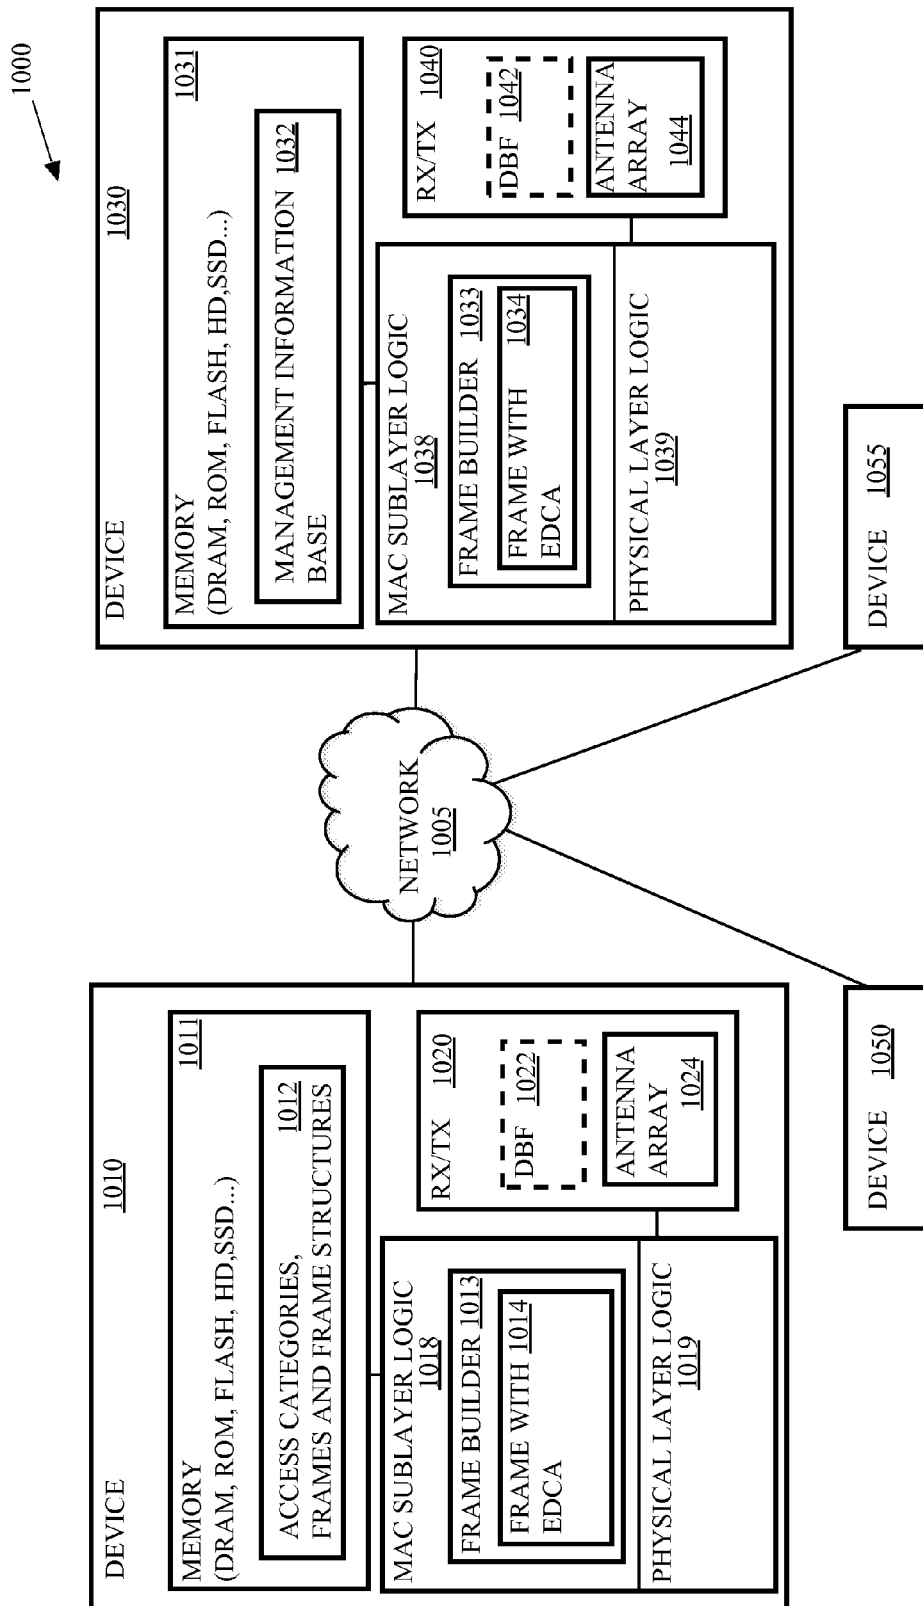 1000
DEVICE 1010
MEMORY 1011
(DRAM, ROM, FLASH, HD,SSD...)
ACCESS CATEGORIES, 1012
FRAMES AND FRAME STRUCTURES
MAC SUBLAYER LOGIC
1018
FRAME BUILDER 1013
FRAME WITH 1014
EDCA
PHYSICAL LAYER LOGIC
1019
RX/TX 1020
DBF 1022
ANTENNA
ARRAY
1024
NETWORK
1005
DEVICE 1030
MEMORY 1031
(DRAM, ROM, FLASH, HD,SSD...)
MANAGEMENT INFORMATION 1032
BASE
MAC SUBLAYER LOGIC
1038
FRAME BUILDER 1033
FRAME WITH 1034
EDCA
PHYSICAL LAYER LOGIC
1039
RX/TX 1040
DBF 1042
ANTENNA
ARRAY
1044
DEVICE 1050
DEVICE 1055